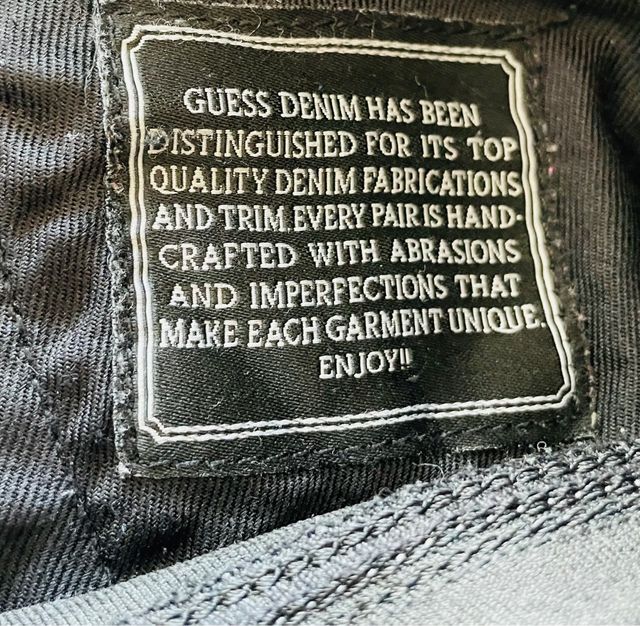 GUESS DENIM HAS BEEN
DISTINGUISHED FOR ITS TOP
QUALITY DENIM FABRICATIONS
AND TRIM. EVERY PAIR IS HAND-
CRAFTED WITH ABRASIONS
AND IMPERFECTIONS THAT
MAKE EACH GARMENT UNIQUE.
ENJOY!!